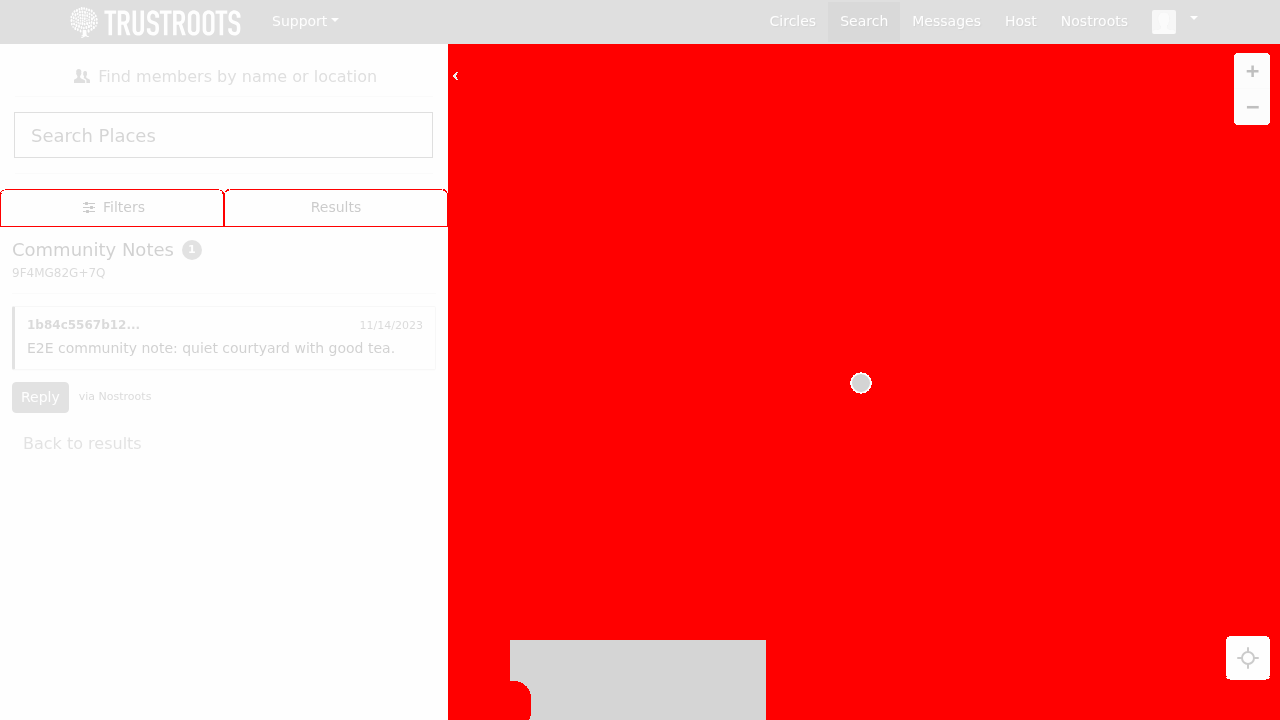 TRUSTROOTS Support Circles Search Messages Host Nostroots
Find members by name or location
Search Places
Filters Results
Community Notes 1
9F4MG82G+7Q
1b84c5567b12... 11/14/2023
E2E community note: quiet courtyard with good tea.
Reply via Nostroots
Back to results